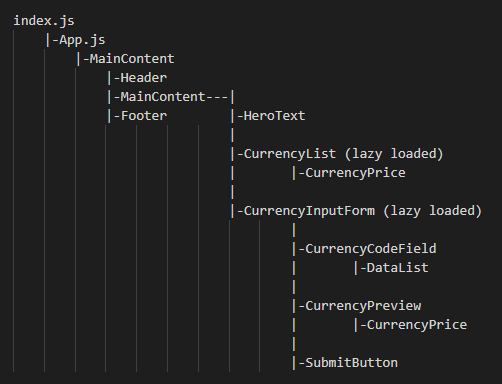 index.js
|-App.js
|-MainContent
|-Header
|-MainContent---|
|-Footer |-HeroText
|
|-CurrencyList (lazy loaded)
| |-CurrencyPrice
|
|-CurrencyInputForm (lazy loaded)
|
|-CurrencyCodeField
| |-DataList
|
|-CurrencyPreview
| |-CurrencyPrice
|
|-SubmitButton